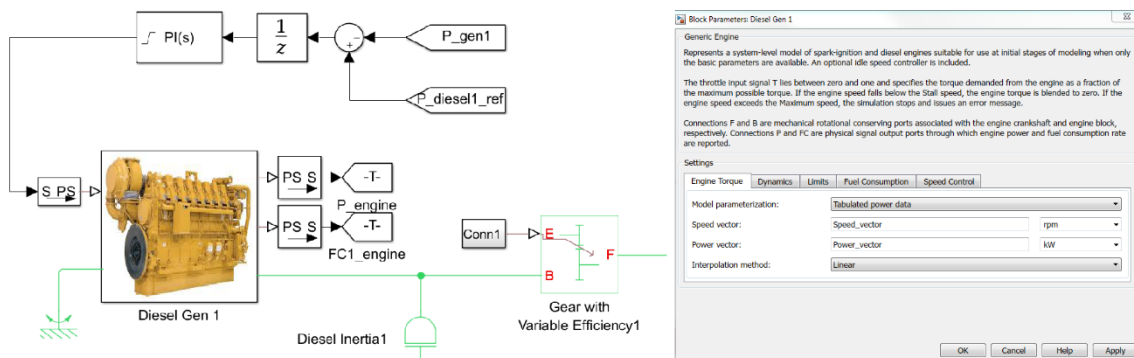 PI(s)
1
z
P_gen1
P_diesel1_ref
S PS
PS S
-T-
P_engine
PS S
-T-
FC1_engine
Diesel Gen 1
Diesel Inertia1
Conn1
E
B
F
Gear with
Variable Efficiency1
Block Parameters: Diesel Gen 1
Generic Engine
Represents a system-level model of spark-ignition and diesel engines suitable for use at initial stages of modeling when only
the basic parameters are available. An optional idle speed controller is included.
The throttle input signal T lies between zero and one and specifies the torque demanded from the engine as a fraction of
the maximum possible torque. If the engine speed falls below the Stall speed, the engine torque is blended to zero. If the
engine speed exceeds the Maximum speed, the simulation stops and issues an error message.
Connections F and B are mechanical rotational conserving ports associated with the engine crankshaft and engine block,
respectively. Connections P and FC are physical signal output ports through which engine power and fuel consumption rate
are reported.
Settings
Engine Torque Dynamics Limits Fuel Consumption Speed Control
Model parameterization: Tabulated power data
Speed vector: Speed_vector rpm
Power vector: Power_vector kW
Interpolation method: Linear
OK Cancel Help Apply